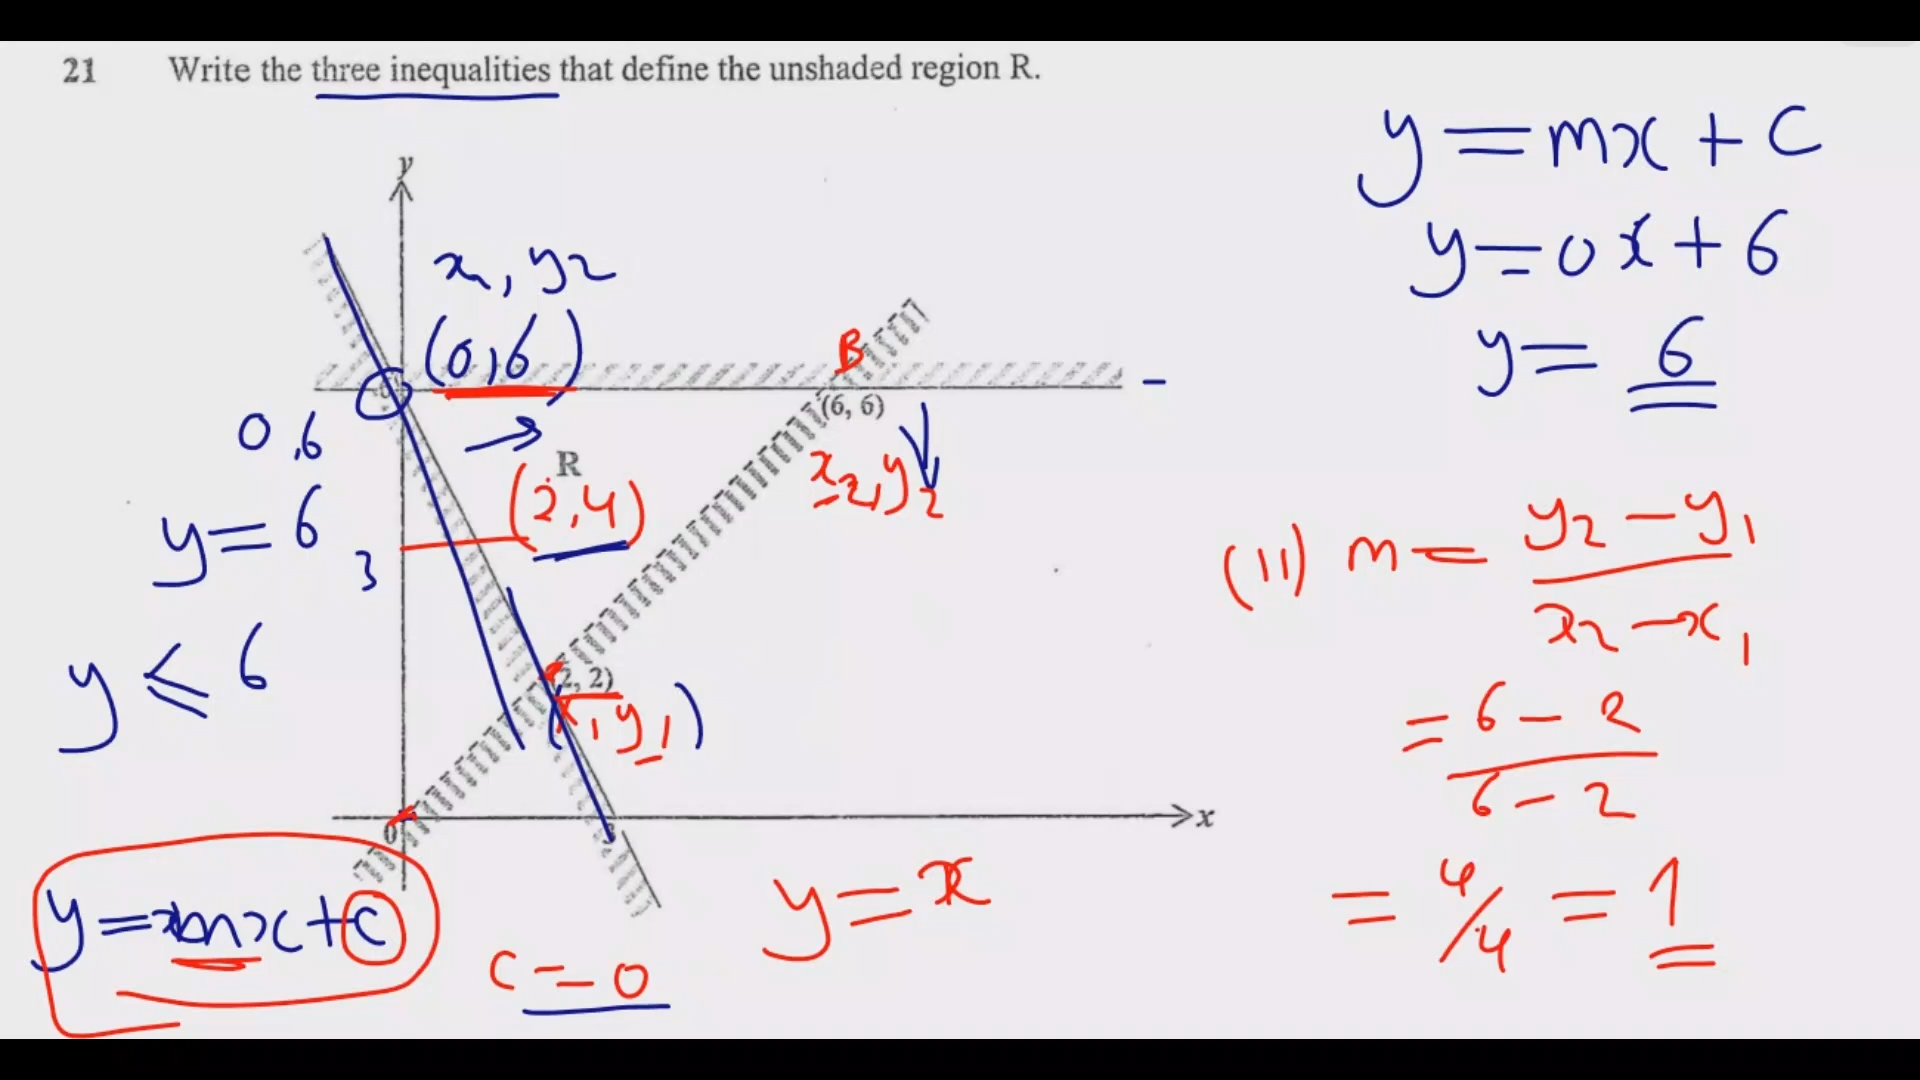 21 Write the three inequalities that define the unshaded region R.
y
x₁, y2
(0,6)
B
(6, 6)
0,6
R
(2,4)
x2, y2
y = 6
3
y ⩽ 6
(2, 2)
, y1)
0
x
y = mx + c
c = 0
y = x
y = mx + c
y = 0x + 6
y = 6
(11) m = y2 - y1
x2 - x1
= 6 - 2
6 - 2
= 4/4 = 1